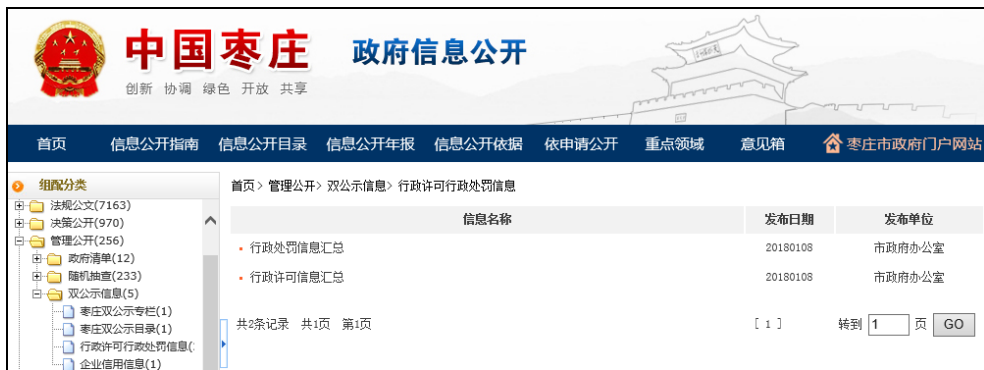 中国枣庄 政府信息公开
创新 协调 绿色 开放 共享
首页 信息公开指南 信息公开目录 信息公开年报 信息公开依据 依申请公开 重点领域 意见箱 枣庄市政府门户网站
组配分类
法规公文(7163)
决策公开(970)
管理公开(256)
政府清单(12)
随机抽查(233)
双公示信息(5)
枣庄双公示专栏(1)
枣庄双公示目录(1)
行政许可行政处罚信息(
企业信用信息(1)
首页> 管理公开> 双公示信息> 行政许可行政处罚信息
信息名称 发布日期 发布单位
行政处罚信息汇总 20180108 市政府办公室
行政许可信息汇总 20180108 市政府办公室
共2条记录 共1页 第1页 [ 1 ] 转到 1 页 GO